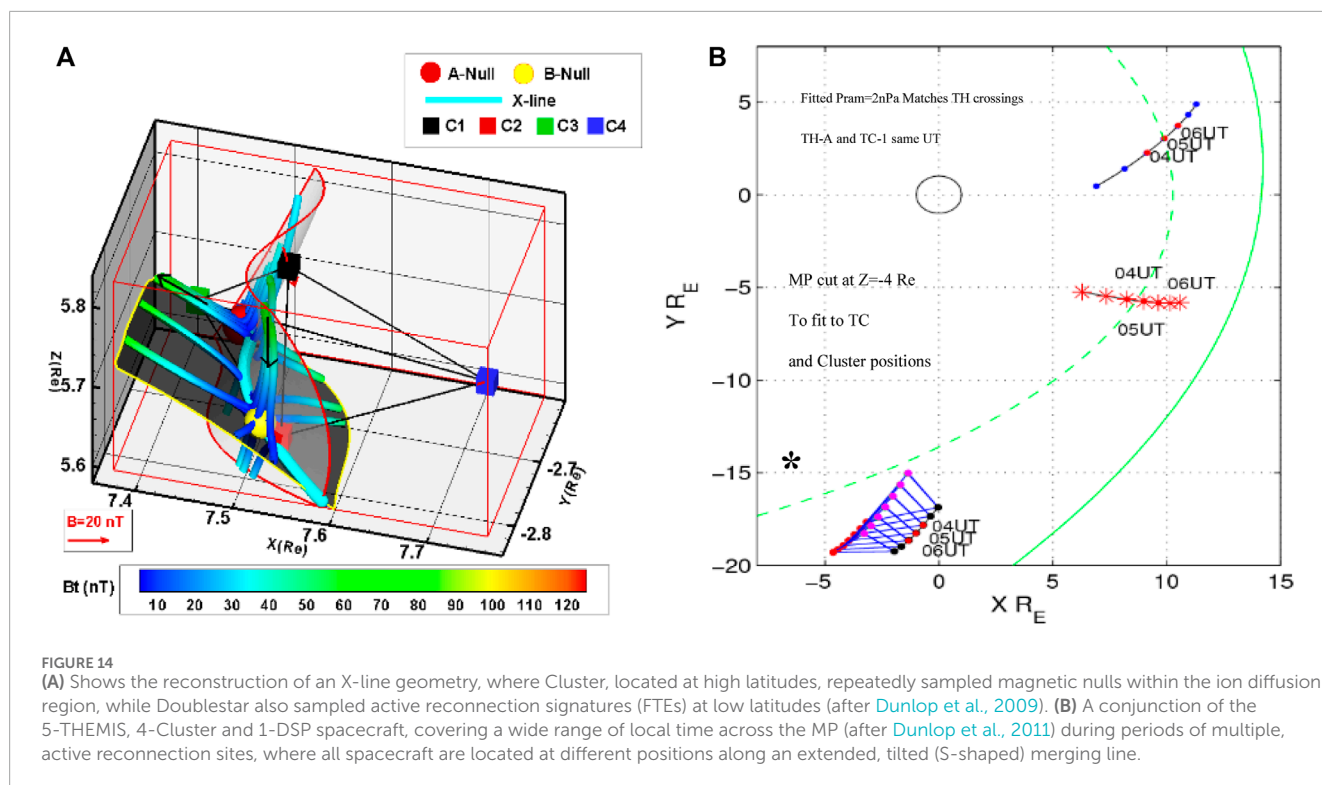 A
A-Null B-Null
X-line
C1 C2 C3 C4
5.8
5.7
5.6
Z(Re)
7.4
7.5
7.6
7.7
X(Re)
-2.7
-2.8
Y(Re)
B=20 nT
Bt (nT)
10 20 30 40 50 60 70 80 90 100 110 120
B
Fitted Pram=2nPa Matches TH crossings
TH-A and TC-1 same UT
06UT
05UT
04UT
MP cut at Z=-4 Re
To fit to TC
and Cluster positions
04UT
06UT
05UT
*
04UT
05UT
06UT
5
0
−5
−10
−15
−20
Y R_E
−5 0 5 10 15
X R_E
FIGURE 14
(A) Shows the reconstruction of an X-line geometry, where Cluster, located at high latitudes, repeatedly sampled magnetic nulls within the ion diffusion
region, while Doublestar also sampled active reconnection signatures (FTEs) at low latitudes (after Dunlop et al., 2009). (B) A conjunction of the
5-THEMIS, 4-Cluster and 1-DSP spacecraft, covering a wide range of local time across the MP (after Dunlop et al., 2011) during periods of multiple,
active reconnection sites, where all spacecraft are located at different positions along an extended, tilted (S-shaped) merging line.